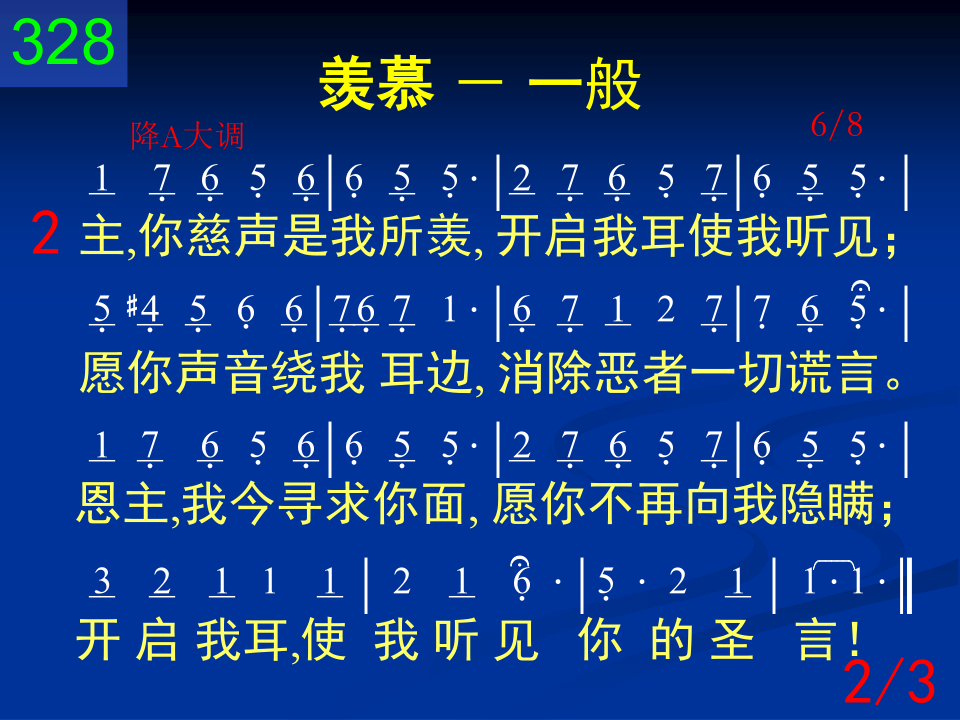 328
羡慕 － 一般
降A大调 6/8
1 7 6 5 6 | 6 5 5 · | 2 7 6 5 7 | 6 5 5 · |
2 主,你慈声是我所羡, 开启我耳使我听见；
5 #4 5 6 6 | 7 6 7 1 · | 6 7 1 2 7 | 7 6 5 · |
愿你声音绕我 耳边, 消除恶者一切谎言。
1 7 6 5 6 | 6 5 5 · | 2 7 6 5 7 | 6 5 5 · |
恩主,我今寻求你面, 愿你不再向我隐瞒；
3 2 1 1 1 | 2 1 6 · | 5 · 2 1 | 1 · 1 · ‖
开 启 我耳,使 我 听 见 你 的 圣 言！
2/3